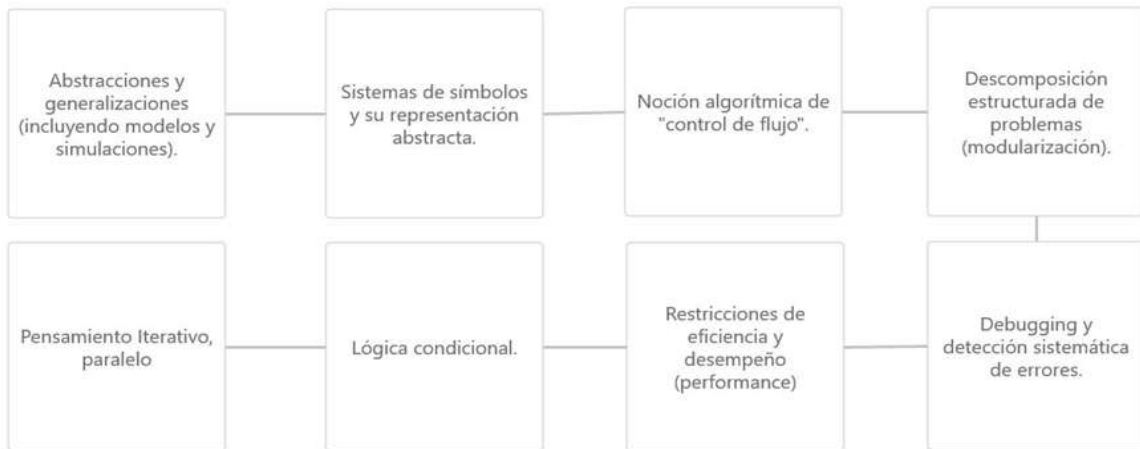 Abstracciones y
generalizaciones
(incluyendo modelos y
simulaciones).
Sistemas de símbolos
y su representación
abstracta.
Noción algorítmica de
"control de flujo".
Descomposición
estructurada de
problemas
(modularización).
Pensamiento Iterativo,
paralelo
Lógica condicional.
Restricciones de
eficiencia y
desempeño
(performance)
Debugging y
detección sistemática
de errores.